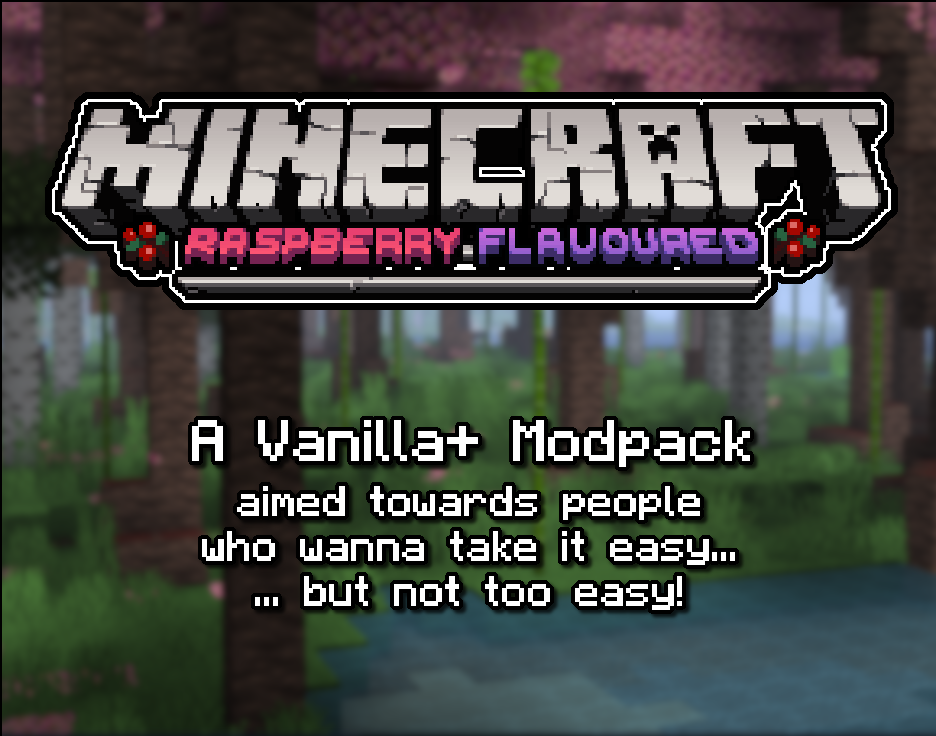 MINECRAFT
RASPBERRY FLAVOURED
A Vanilla+ Modpack
aimed towards people
who wanna take it easy...
... but not too easy!